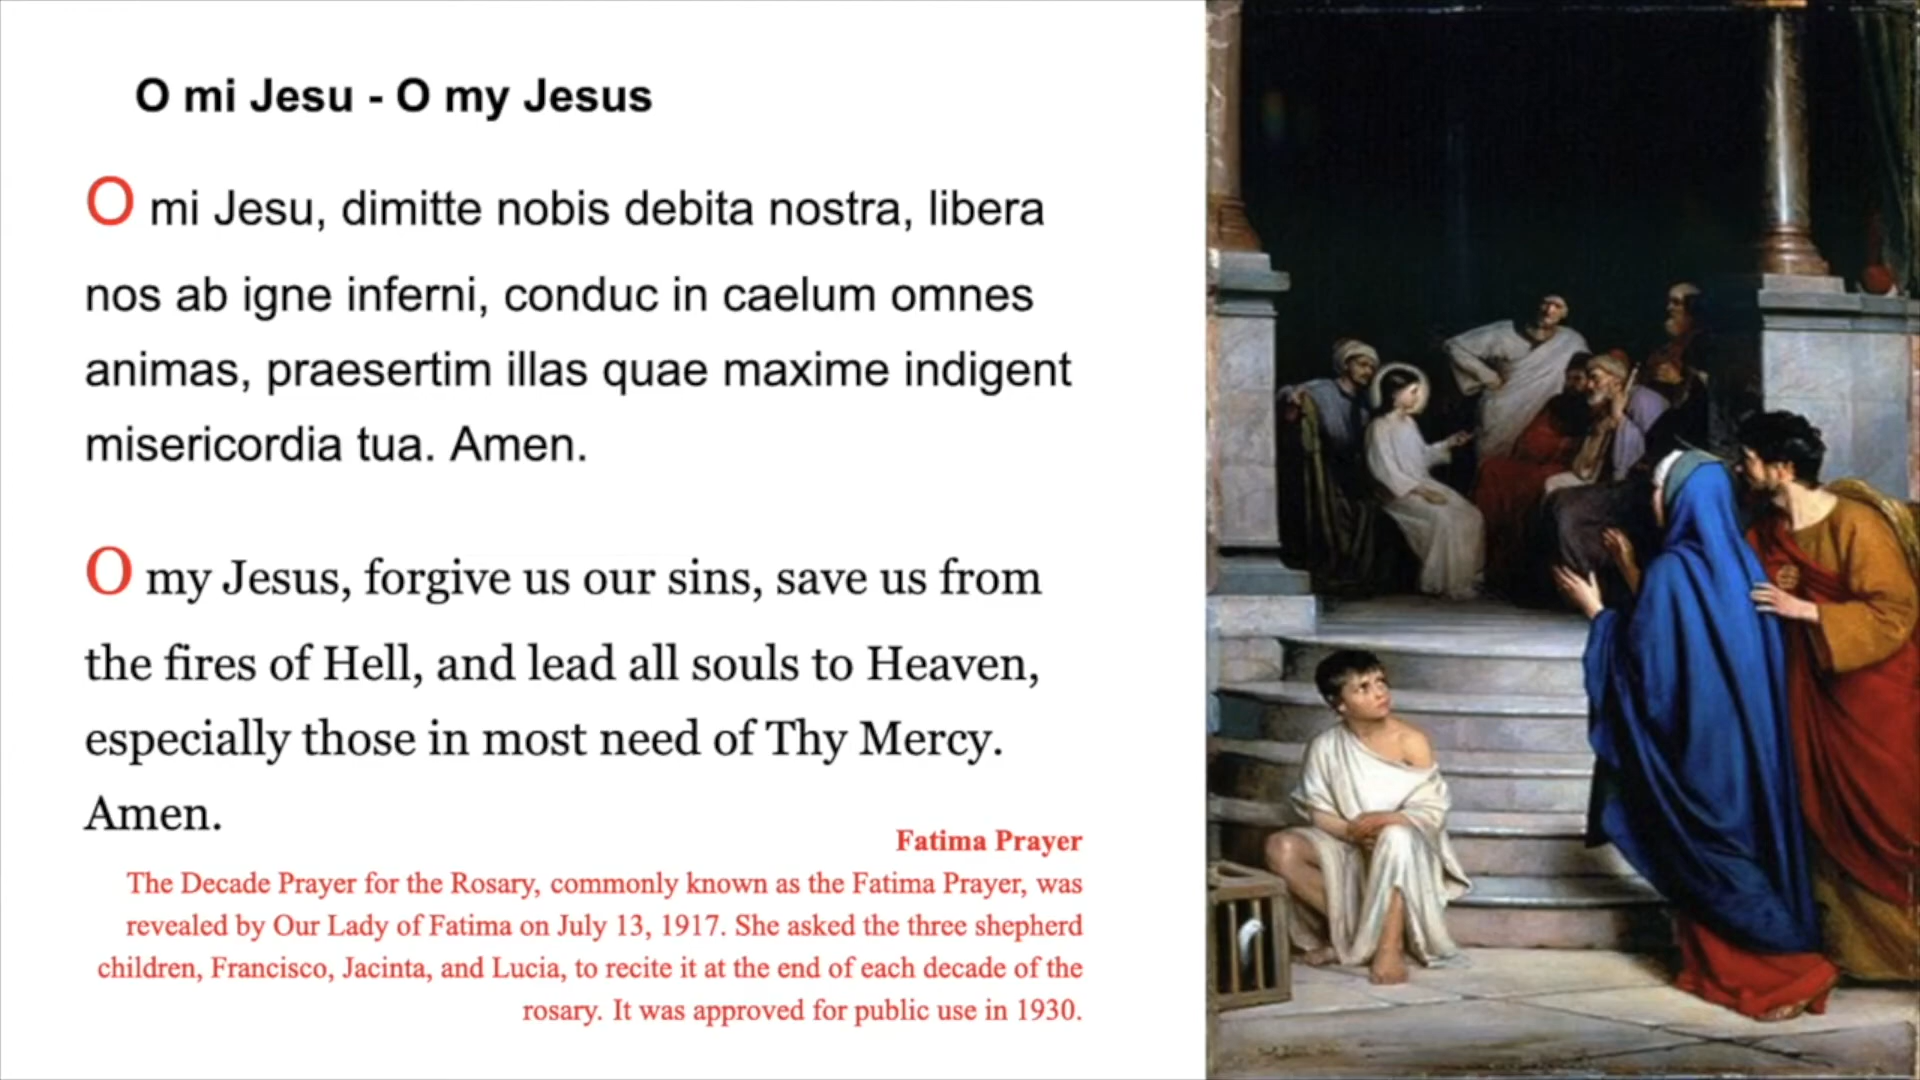 O mi Jesu - O my Jesus
O mi Jesu, dimitte nobis debita nostra, libera
nos ab igne inferni, conduc in caelum omnes
animas, praesertim illas quae maxime indigent
misericordia tua. Amen.
O my Jesus, forgive us our sins, save us from
the fires of Hell, and lead all souls to Heaven,
especially those in most need of Thy Mercy.
Amen.
Fatima Prayer
The Decade Prayer for the Rosary, commonly known as the Fatima Prayer, was
revealed by Our Lady of Fatima on July 13, 1917. She asked the three shepherd
children, Francisco, Jacinta, and Lucia, to recite it at the end of each decade of the
rosary. It was approved for public use in 1930.